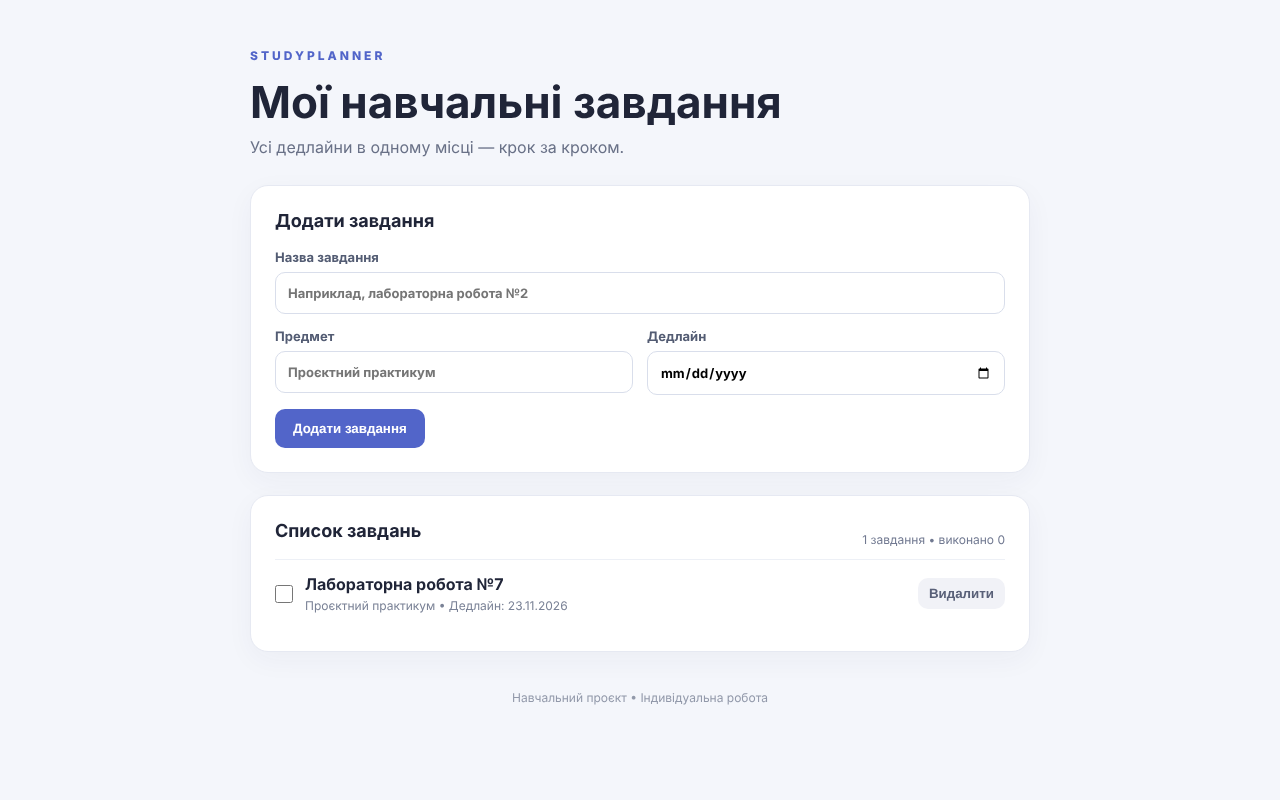 STUDYPLANNER
Мої навчальні завдання
Усі дедлайни в одному місці — крок за кроком.
Додати завдання
Назва завдання
Наприклад, лабораторна робота №2
Предмет
Дедлайн
Проєктний практикум
mm/dd/yyyy
Додати завдання
Список завдань
1 завдання • виконано 0
Лабораторна робота №7
Проєктний практикум • Дедлайн: 23.11.2026
Видалити
Навчальний проєкт • Індивідуальна робота